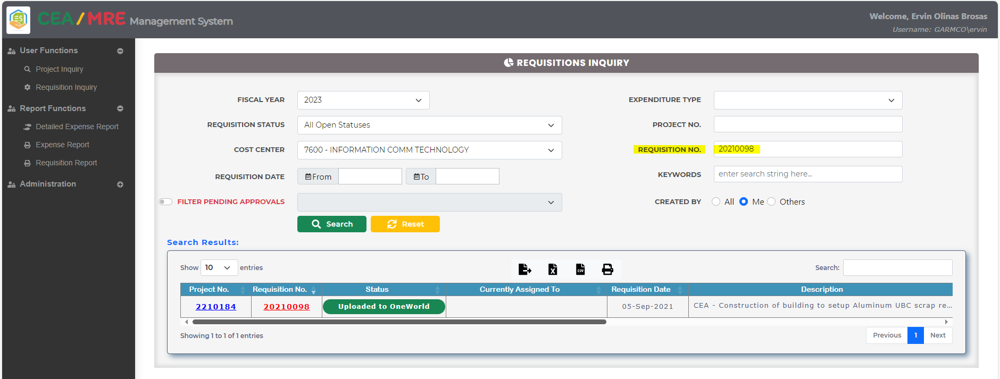 CEA/MRE Management System
Welcome, Ervin Olinas Brosas
Username: GARMCO\ervin
User Functions
Project Inquiry
Requisition Inquiry
Report Functions
Detailed Expense Report
Expense Report
Requisition Report
Administration
REQUISITIONS INQUIRY
FISCAL YEAR 2023
EXPENDITURE TYPE
REQUISITION STATUS All Open Statuses
PROJECT NO.
COST CENTER 7600 - INFORMATION COMM TECHNOLOGY
REQUISITION NO. 20210098
REQUISITION DATE From To
KEYWORDS enter search string here...
FILTER PENDING APPROVALS
CREATED BY All Me Others
Search Reset
Search Results:
Show 10 entries
CSV
Search:
Project No. Requisition No. Status Currently Assigned To Requisition Date Description
2210184 20210098 Uploaded to OneWorld 05-Sep-2021 CEA - Construction of building to setup Aluminum UBC scrap re...
Showing 1 to 1 of 1 entries
Previous 1 Next